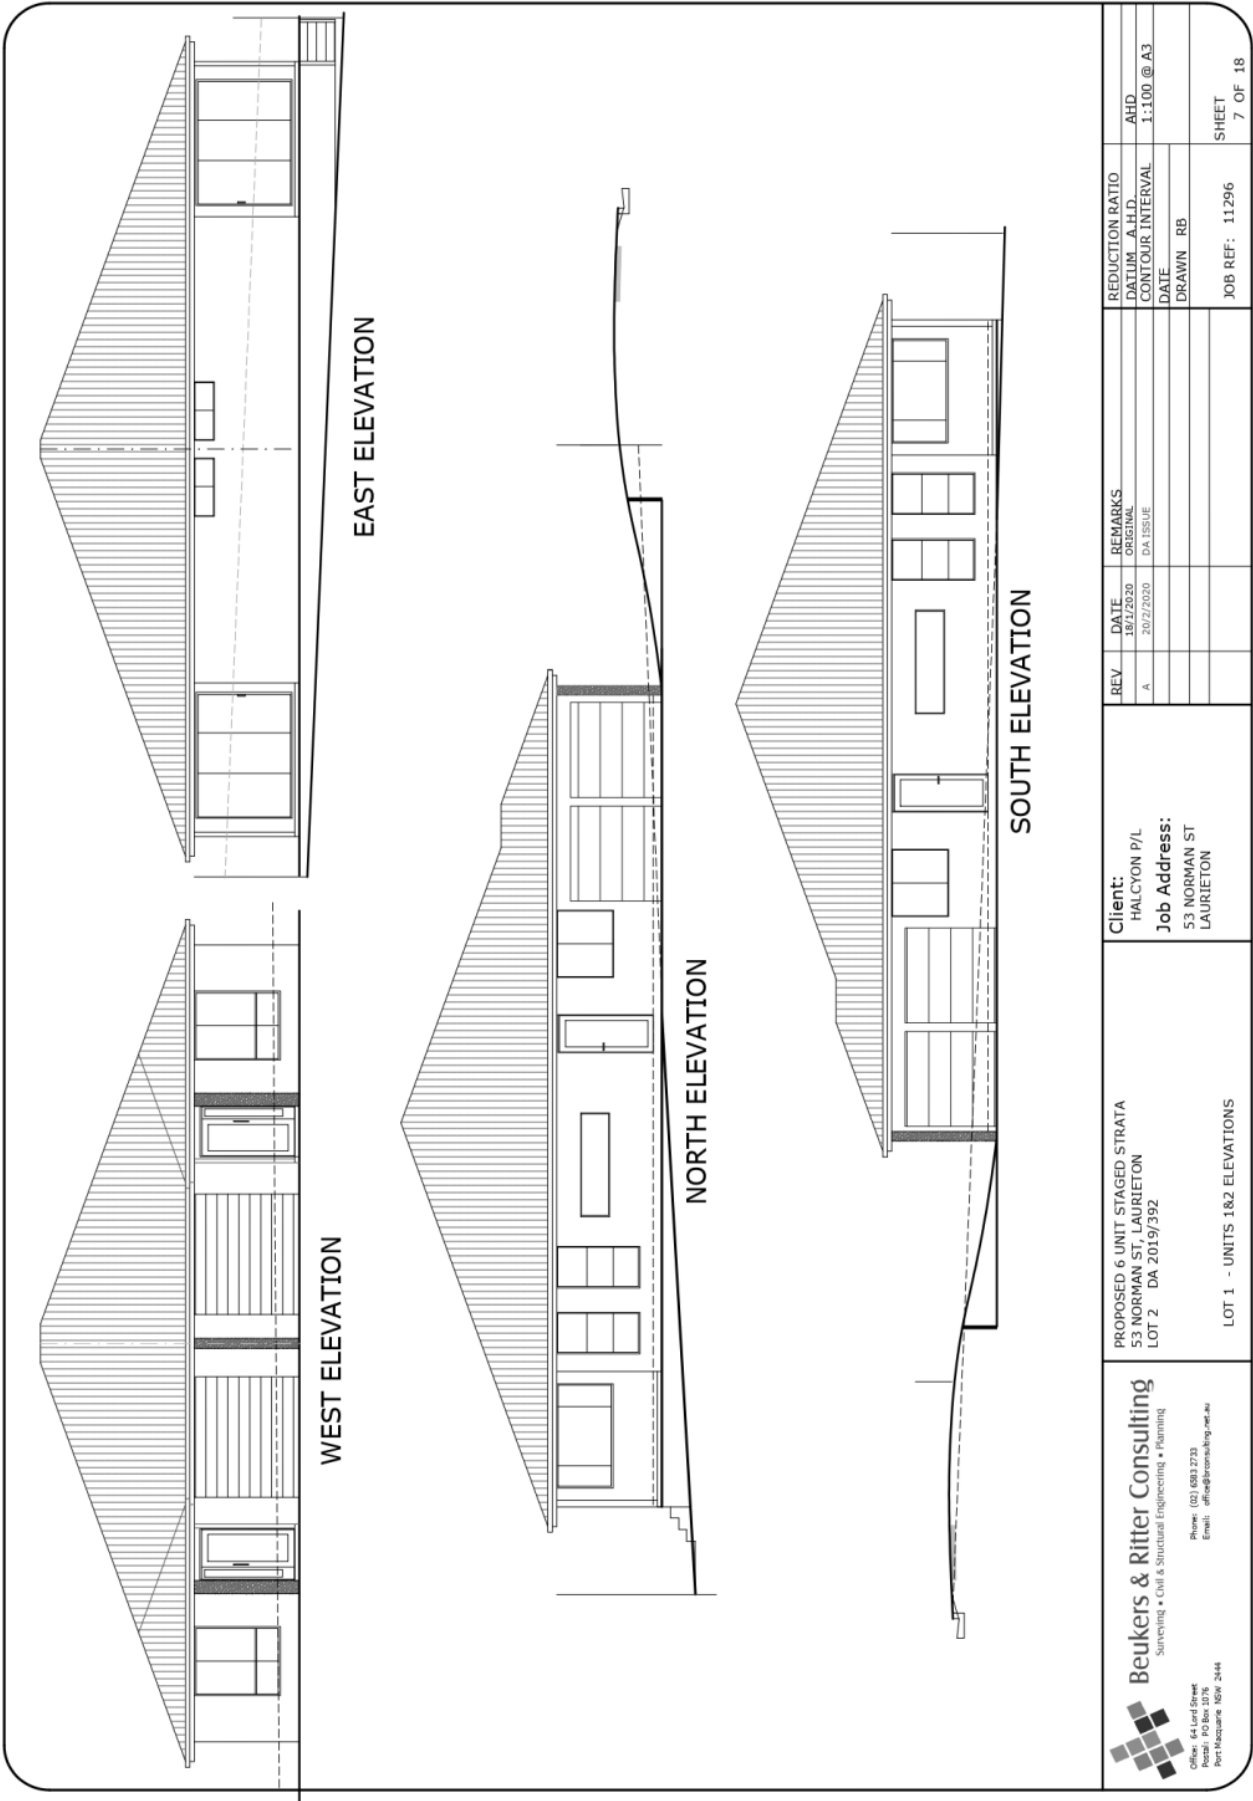 WEST ELEVATION
EAST ELEVATION
NORTH ELEVATION
SOUTH ELEVATION
Beukers & Ritter Consulting
Surveying • Civil & Structural Engineering • Planning
Office: 64 Lord Street
Postal: PO Box 1076
Port Macquarie NSW 2444
Phone: (02) 6583 2733
Email: office@brconsulting.net.au
PROPOSED 6 UNIT STAGED STRATA
53 NORMAN ST, LAURIETON
LOT 2 DA 2019/392
LOT 1 - UNITS 1&2 ELEVATIONS
Client:
HALCYON P/L
Job Address:
53 NORMAN ST
LAURIETON
REV DATE REMARKS
18/1/2020 ORIGINAL
A 20/2/2020 DA ISSUE
REDUCTION RATIO
DATUM A.H.D. AHD
CONTOUR INTERVAL 1:100 @ A3
DATE
DRAWN RB
JOB REF: 11296
SHEET
7 OF 18